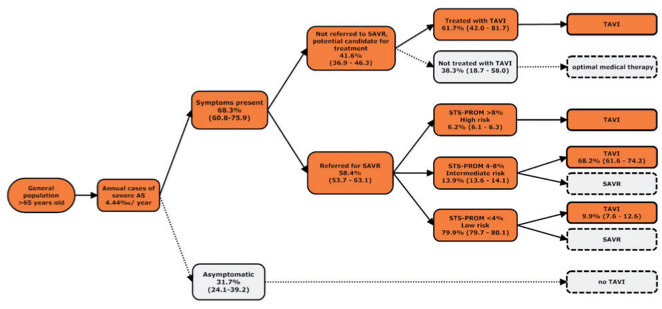 General
population
>65 years old
Annual cases of
severe AS
4.44‰/ year
Symptoms present
68.3%
(60.8-75.9)
Asymptomatic
31.7%
(24.1-39.2)
Not referred to SAVR,
potential candidate for
treatment
41.6%
(36.9 - 46.3)
Referred for SAVR
58.4%
(53.7 - 63.1)
Treated with TAVI
61.7% (42.0 - 81.7)
Not treated with TAVI
38.3% (18.7 - 58.0)
STS-PROM >8%
High risk
6.2% (6.1 - 6.3)
STS-PROM 4-8%
Intermediate risk
13.9% (13.6 - 14.1)
STS-PROM <4%
Low risk
79.9% (79.7 - 80.1)
TAVI
optimal medical therapy
TAVI
TAVI
68.2% (61.6 - 74.2)
SAVR
TAVI
9.9% (7.6 - 12.6)
SAVR
no TAVI